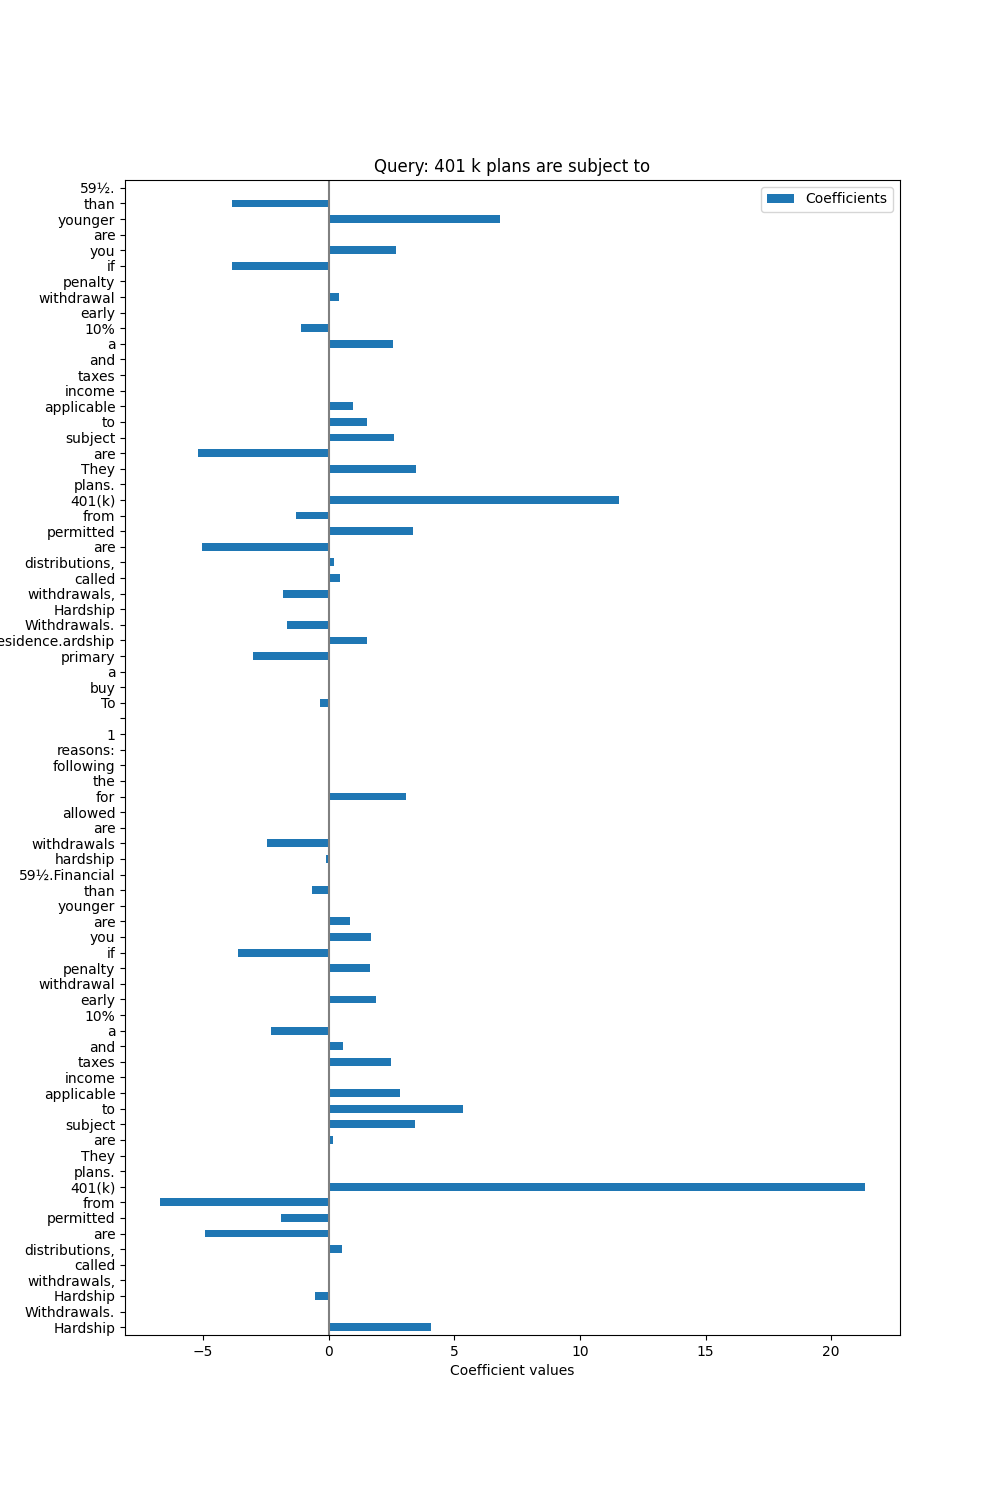 Query: 401 k plans are subject to
Coefficients
59½.
than
younger
are
you
if
penalty
withdrawal
early
10%
a
and
taxes
income
applicable
to
subject
are
They
plans.
401(k)
from
permitted
are
distributions,
called
withdrawals,
Hardship
Withdrawals.
esidence.ardship
primary
a
buy
To
1
reasons:
following
the
for
allowed
are
withdrawals
hardship
59½.Financial
than
younger
are
you
if
penalty
withdrawal
early
10%
a
and
taxes
income
applicable
to
subject
are
They
plans.
401(k)
from
permitted
are
distributions,
called
withdrawals,
Hardship
Withdrawals.
Hardship
−5 0 5 10 15 20
Coefficient values